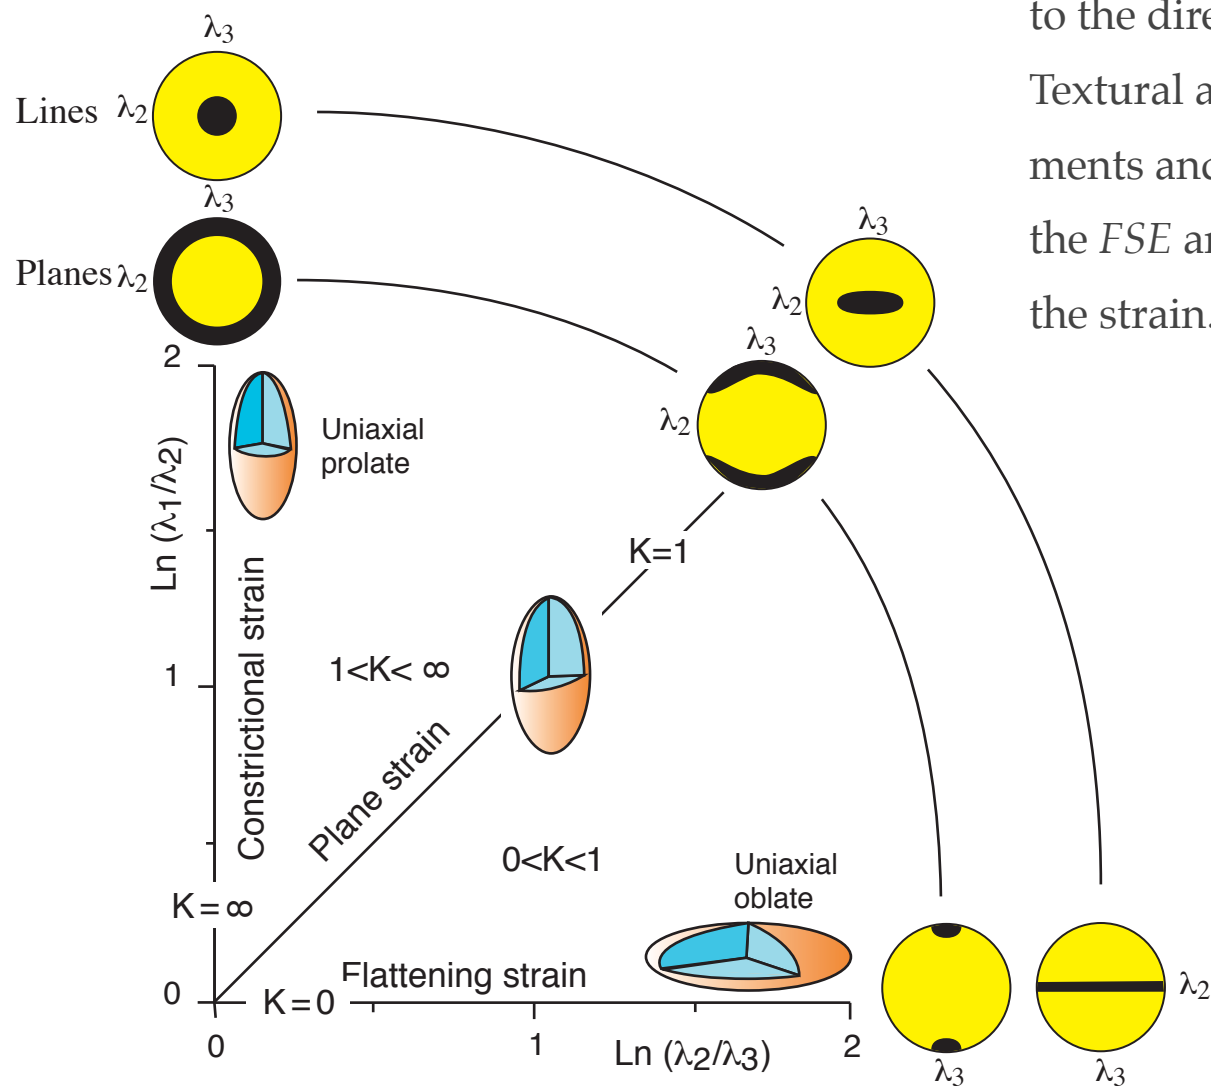 λ3
Lines λ2
λ3
Planes λ2
to the dire
Textural a
ments and
the FSE ar
the strain.
λ3
λ2
λ3
λ2
2
Ln (λ1/λ2)
1
0
Uniaxial
prolate
Constrictional strain
K=1
1<K< ∞
Plane strain
0<K<1
Uniaxial
oblate
K=∞
Flattening strain
K=0
0
1
Ln (λ2/λ3)
2
λ3
λ2
λ3